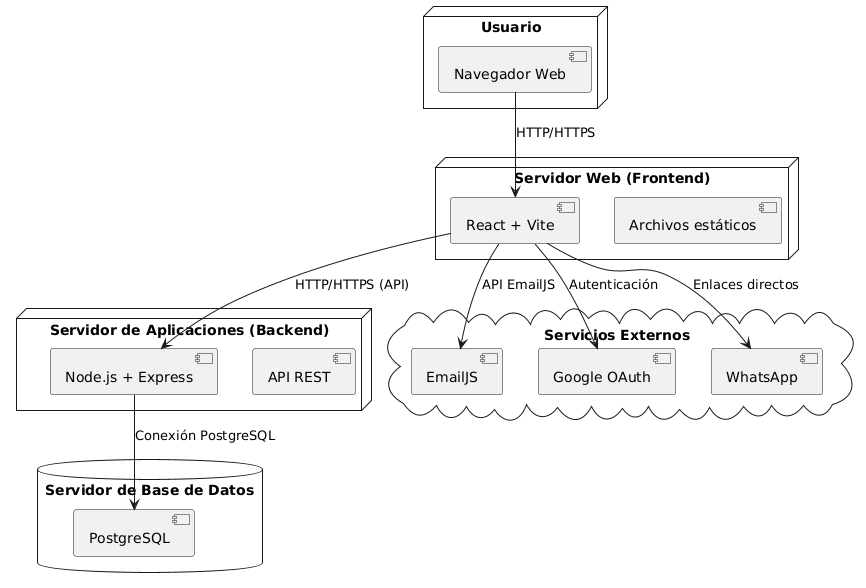 Usuario
Navegador Web
HTTP/HTTPS
Servidor Web (Frontend)
React + Vite
Archivos estáticos
HTTP/HTTPS (API)
API EmailJS
Autenticación
Enlaces directos
Servidor de Aplicaciones (Backend)
Node.js + Express
API REST
Servicios Externos
EmailJS
Google OAuth
WhatsApp
Conexión PostgreSQL
Servidor de Base de Datos
PostgreSQL